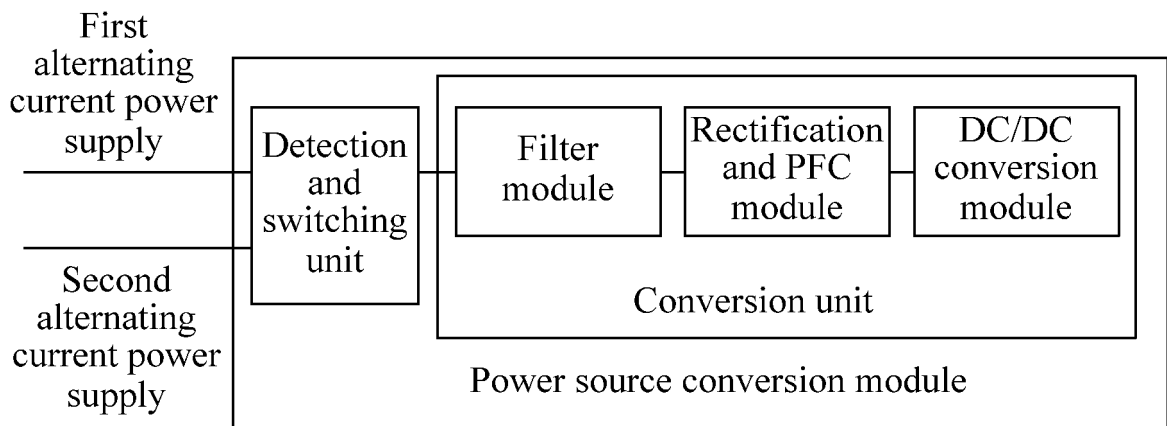 First
alternating
current power
supply
Detection
and
switching
unit
Filter
module
Rectification
and PFC
module
DC/DC
conversion
module
Second
alternating
current power
supply
Conversion unit
Power source conversion module